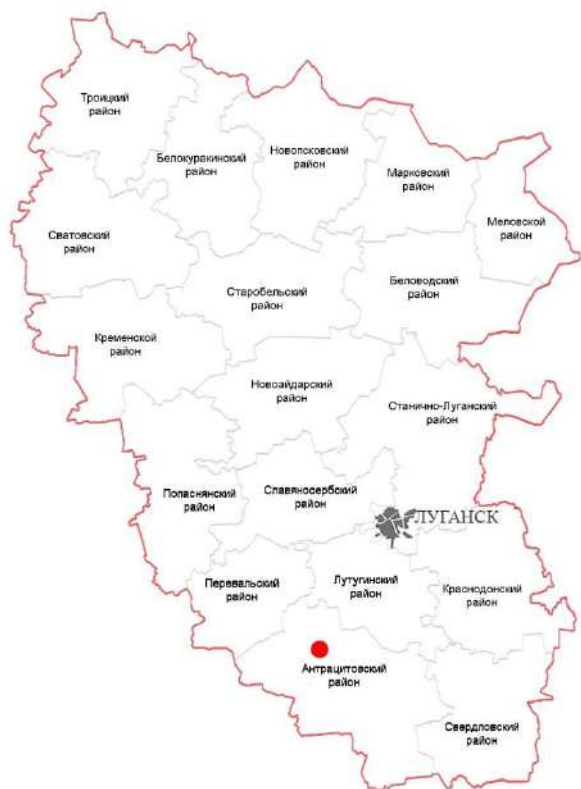 Троицкий
район
Белокуракинский
район
Новопсковский
район
Марковский
район
Меловской
район
Сватовский
район
Старобельский
район
Беловодский
район
Кременской
район
Новоайдарский
район
Станично-Луганский
район
Попаснянский
район
Славяносербский
район
ЛУГАНСК
Перевальский
район
Лутугинский
район
Краснодонский
район
Антрацитовский
район
Свердловский
район